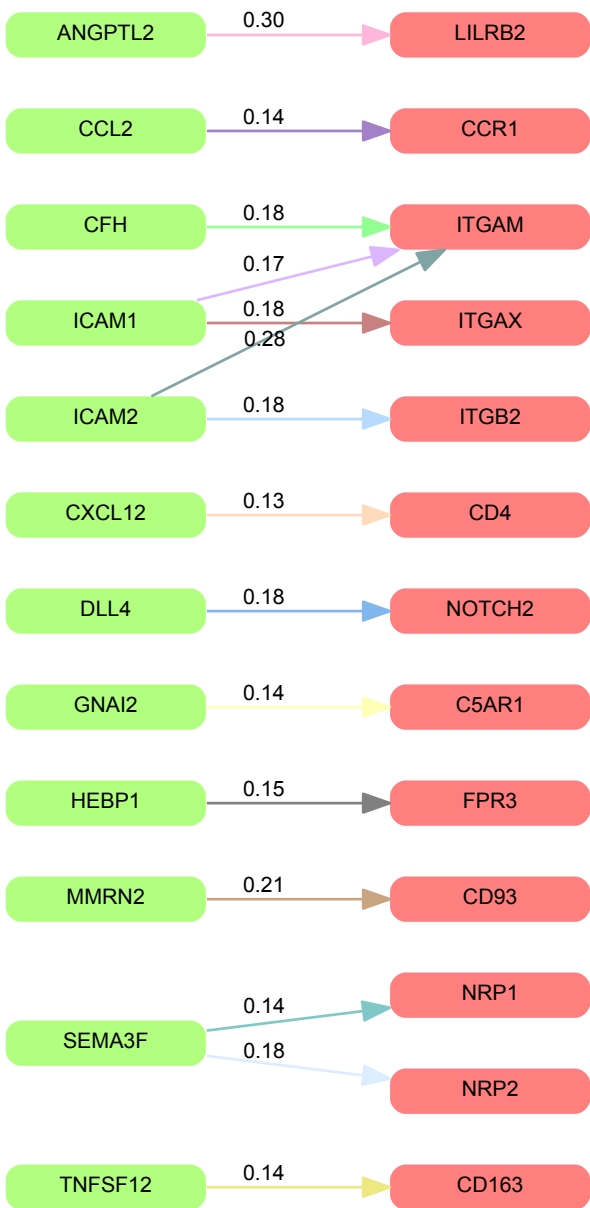 ANGPTL2 0.30 LILRB2
CCL2 0.14 CCR1
CFH 0.18 ITGAM
0.17
ICAM1 0.18 ITGAX
0.28
ICAM2 0.18 ITGB2
CXCL12 0.13 CD4
DLL4 0.18 NOTCH2
GNAI2 0.14 C5AR1
HEBP1 0.15 FPR3
MMRN2 0.21 CD93
0.14 NRP1
SEMA3F
0.18 NRP2
TNFSF12 0.14 CD163